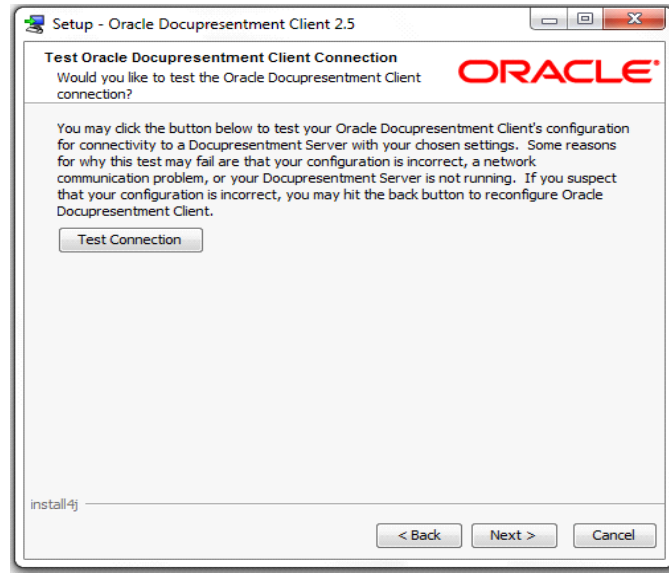 Setup - Oracle Docupresentment Client 2.5
Test Oracle Docupresentment Client Connection
Would you like to test the Oracle Docupresentment Client
connection?
ORACLE
You may click the button below to test your Oracle Docupresentment Client's configuration
for connectivity to a Docupresentment Server with your chosen settings. Some reasons
for why this test may fail are that your configuration is incorrect, a network
communication problem, or your Docupresentment Server is not running. If you suspect
that your configuration is incorrect, you may hit the back button to reconfigure Oracle
Docupresentment Client.
Test Connection
install4j
< Back Next > Cancel